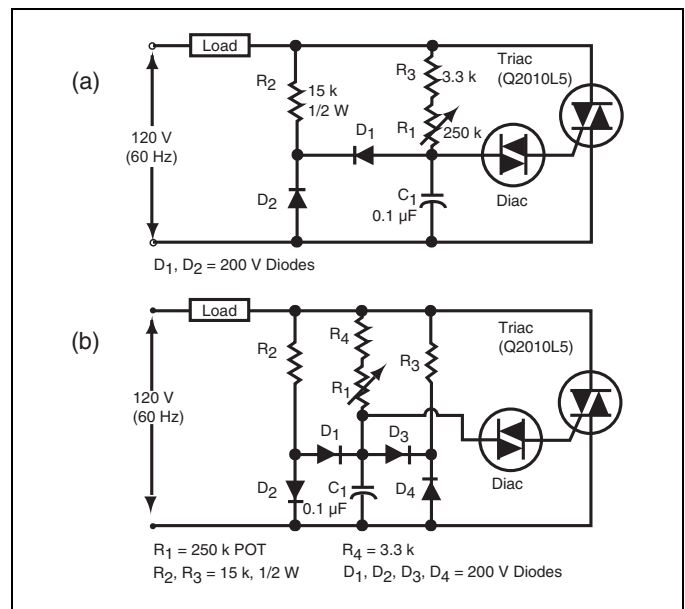 (a)
Load
R2
15 k
1/2 W
R3
3.3 k
Triac
(Q2010L5)
120 V
(60 Hz)
D1
R1
250 k
D2
C1
0.1 µF
Diac
D1, D2 = 200 V Diodes
(b)
Load
R2
R4
R3
Triac
(Q2010L5)
R1
120 V
(60 Hz)
D1
D3
D2
C1
0.1 µF
D4
Diac
R1 = 250 k POT
R4 = 3.3 k
R2, R3 = 15 k, 1/2 W
D1, D2, D3, D4 = 200 V Diodes